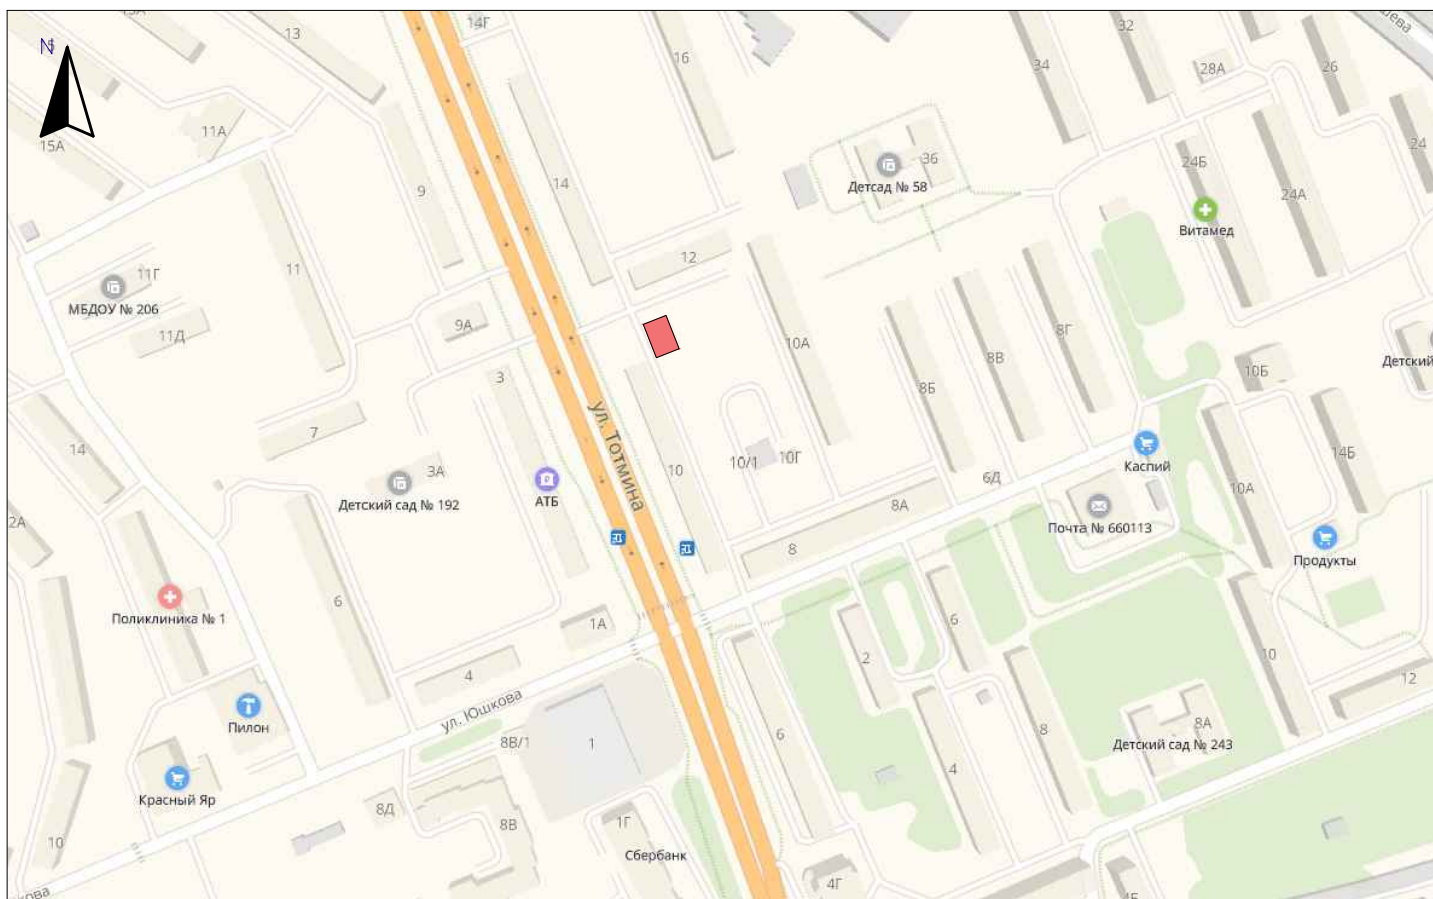 N
13
14Г
16
32
34
28А
26
11А
15А
9
14
36
Детсад № 58
24Б
24
24А
Витамед
12
11
11Г
МБДОУ № 206
11Д
9А
3
10А
8Г
8В
8Б
10Б
Детский
ул. Тотмина
7
14
3А
Детский сад № 192
АТБ
10
10/1
10Г
6Д
Каспий
14Б
10А
2А
8А
Почта № 660113
Продукты
8
6
Поликлиника № 1
1А
6
2
4
ул. Юшкова
Пилон
8В/1
1
6
8
10
12
8А
Детский сад № 243
4
Красный Яр
8Д
8В
1Г
Сбербанк
10
4Г